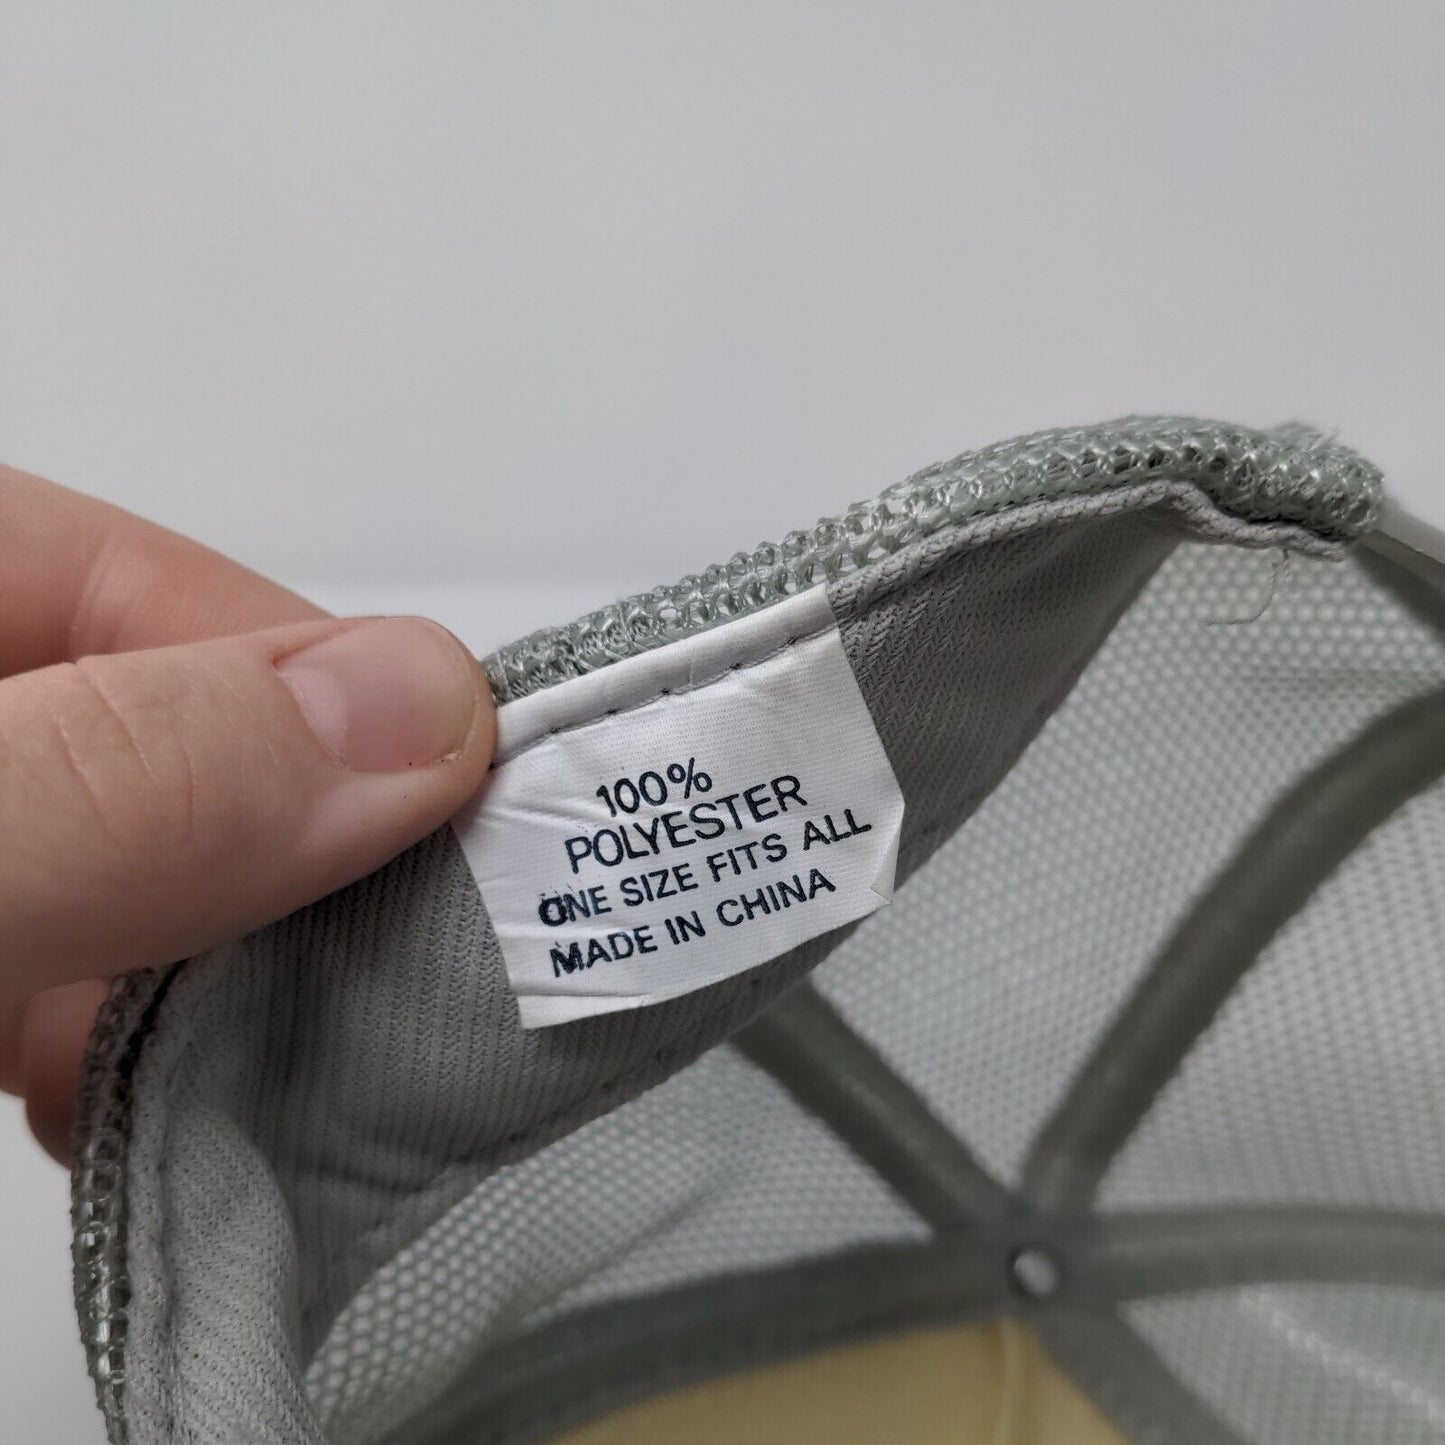 100%
POLYESTER
ONE SIZE FITS ALL
MADE IN CHINA